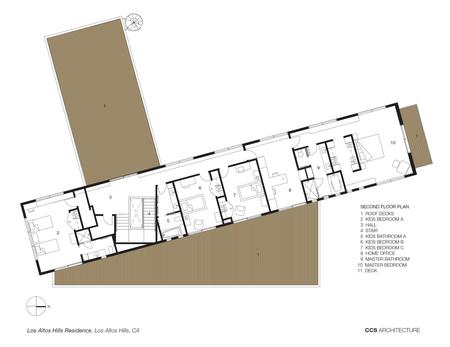 1
10
1
9
6
7
8
4
3
5
2
1
SECOND FLOOR PLAN
1 ROOF DECKS
2 KIDS BEDROOM A
3 HALL
4 STAIR
5 KIDS BATHROOM A
6 KIDS BEDROOM B
7 KIDS BEDROOM C
8 HOME OFFICE
9 MASTER BATHROOM
10 MASTER BEDROOM
11 DECK
N
Los Altos Hills Residence, Los Altos Hills, CA
CCS ARCHITECTURE